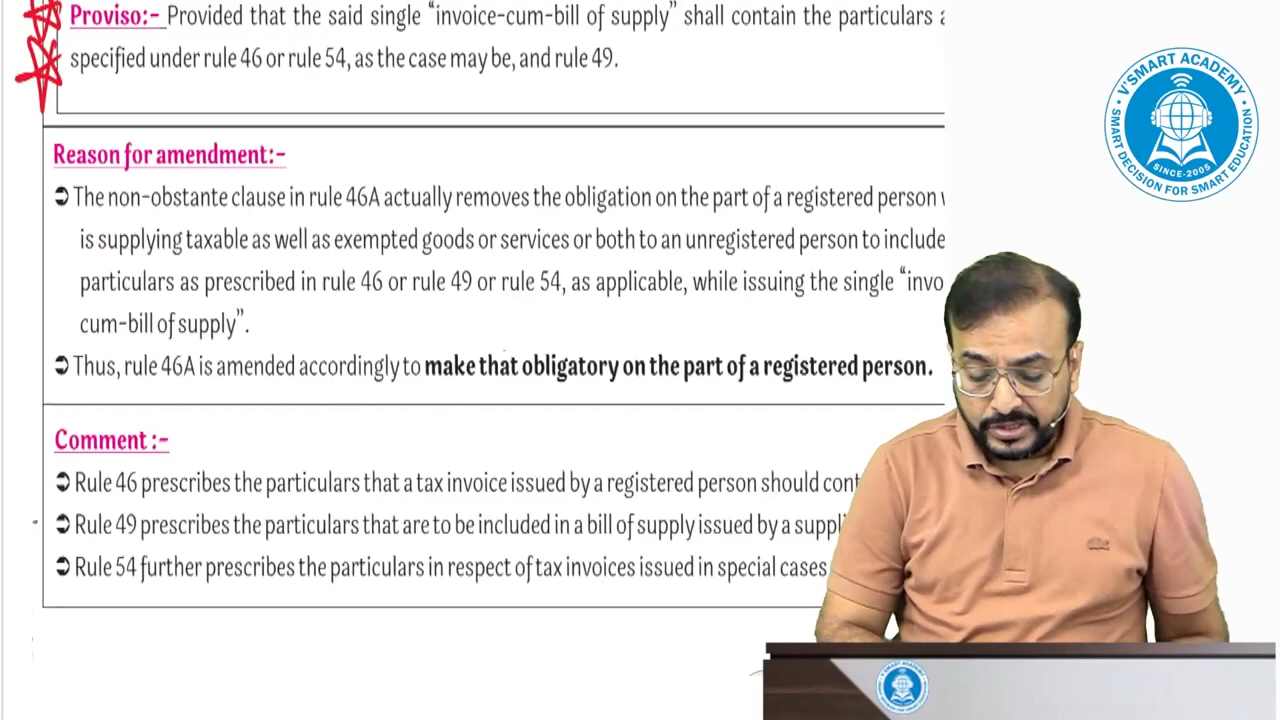 Proviso:- Provided that the said single “invoice-cum-bill of supply” shall contain the particulars
specified under rule 46 or rule 54, as the case may be, and rule 49.
Reason for amendment:-
➲ The non-obstante clause in rule 46A actually removes the obligation on the part of a registered person
is supplying taxable as well as exempted goods or services or both to an unregistered person to include
particulars as prescribed in rule 46 or rule 49 or rule 54, as applicable, while issuing the single “invo
cum-bill of supply”.
➲ Thus, rule 46A is amended accordingly to make that obligatory on the part of a registered person.
Comment :-
➲ Rule 46 prescribes the particulars that a tax invoice issued by a registered person should cont
➲ Rule 49 prescribes the particulars that are to be included in a bill of supply issued by a suppl
➲ Rule 54 further prescribes the particulars in respect of tax invoices issued in special cases
V'SMART ACADEMY
SINCE-2005
SMART DECISION FOR SMART EDUCATION